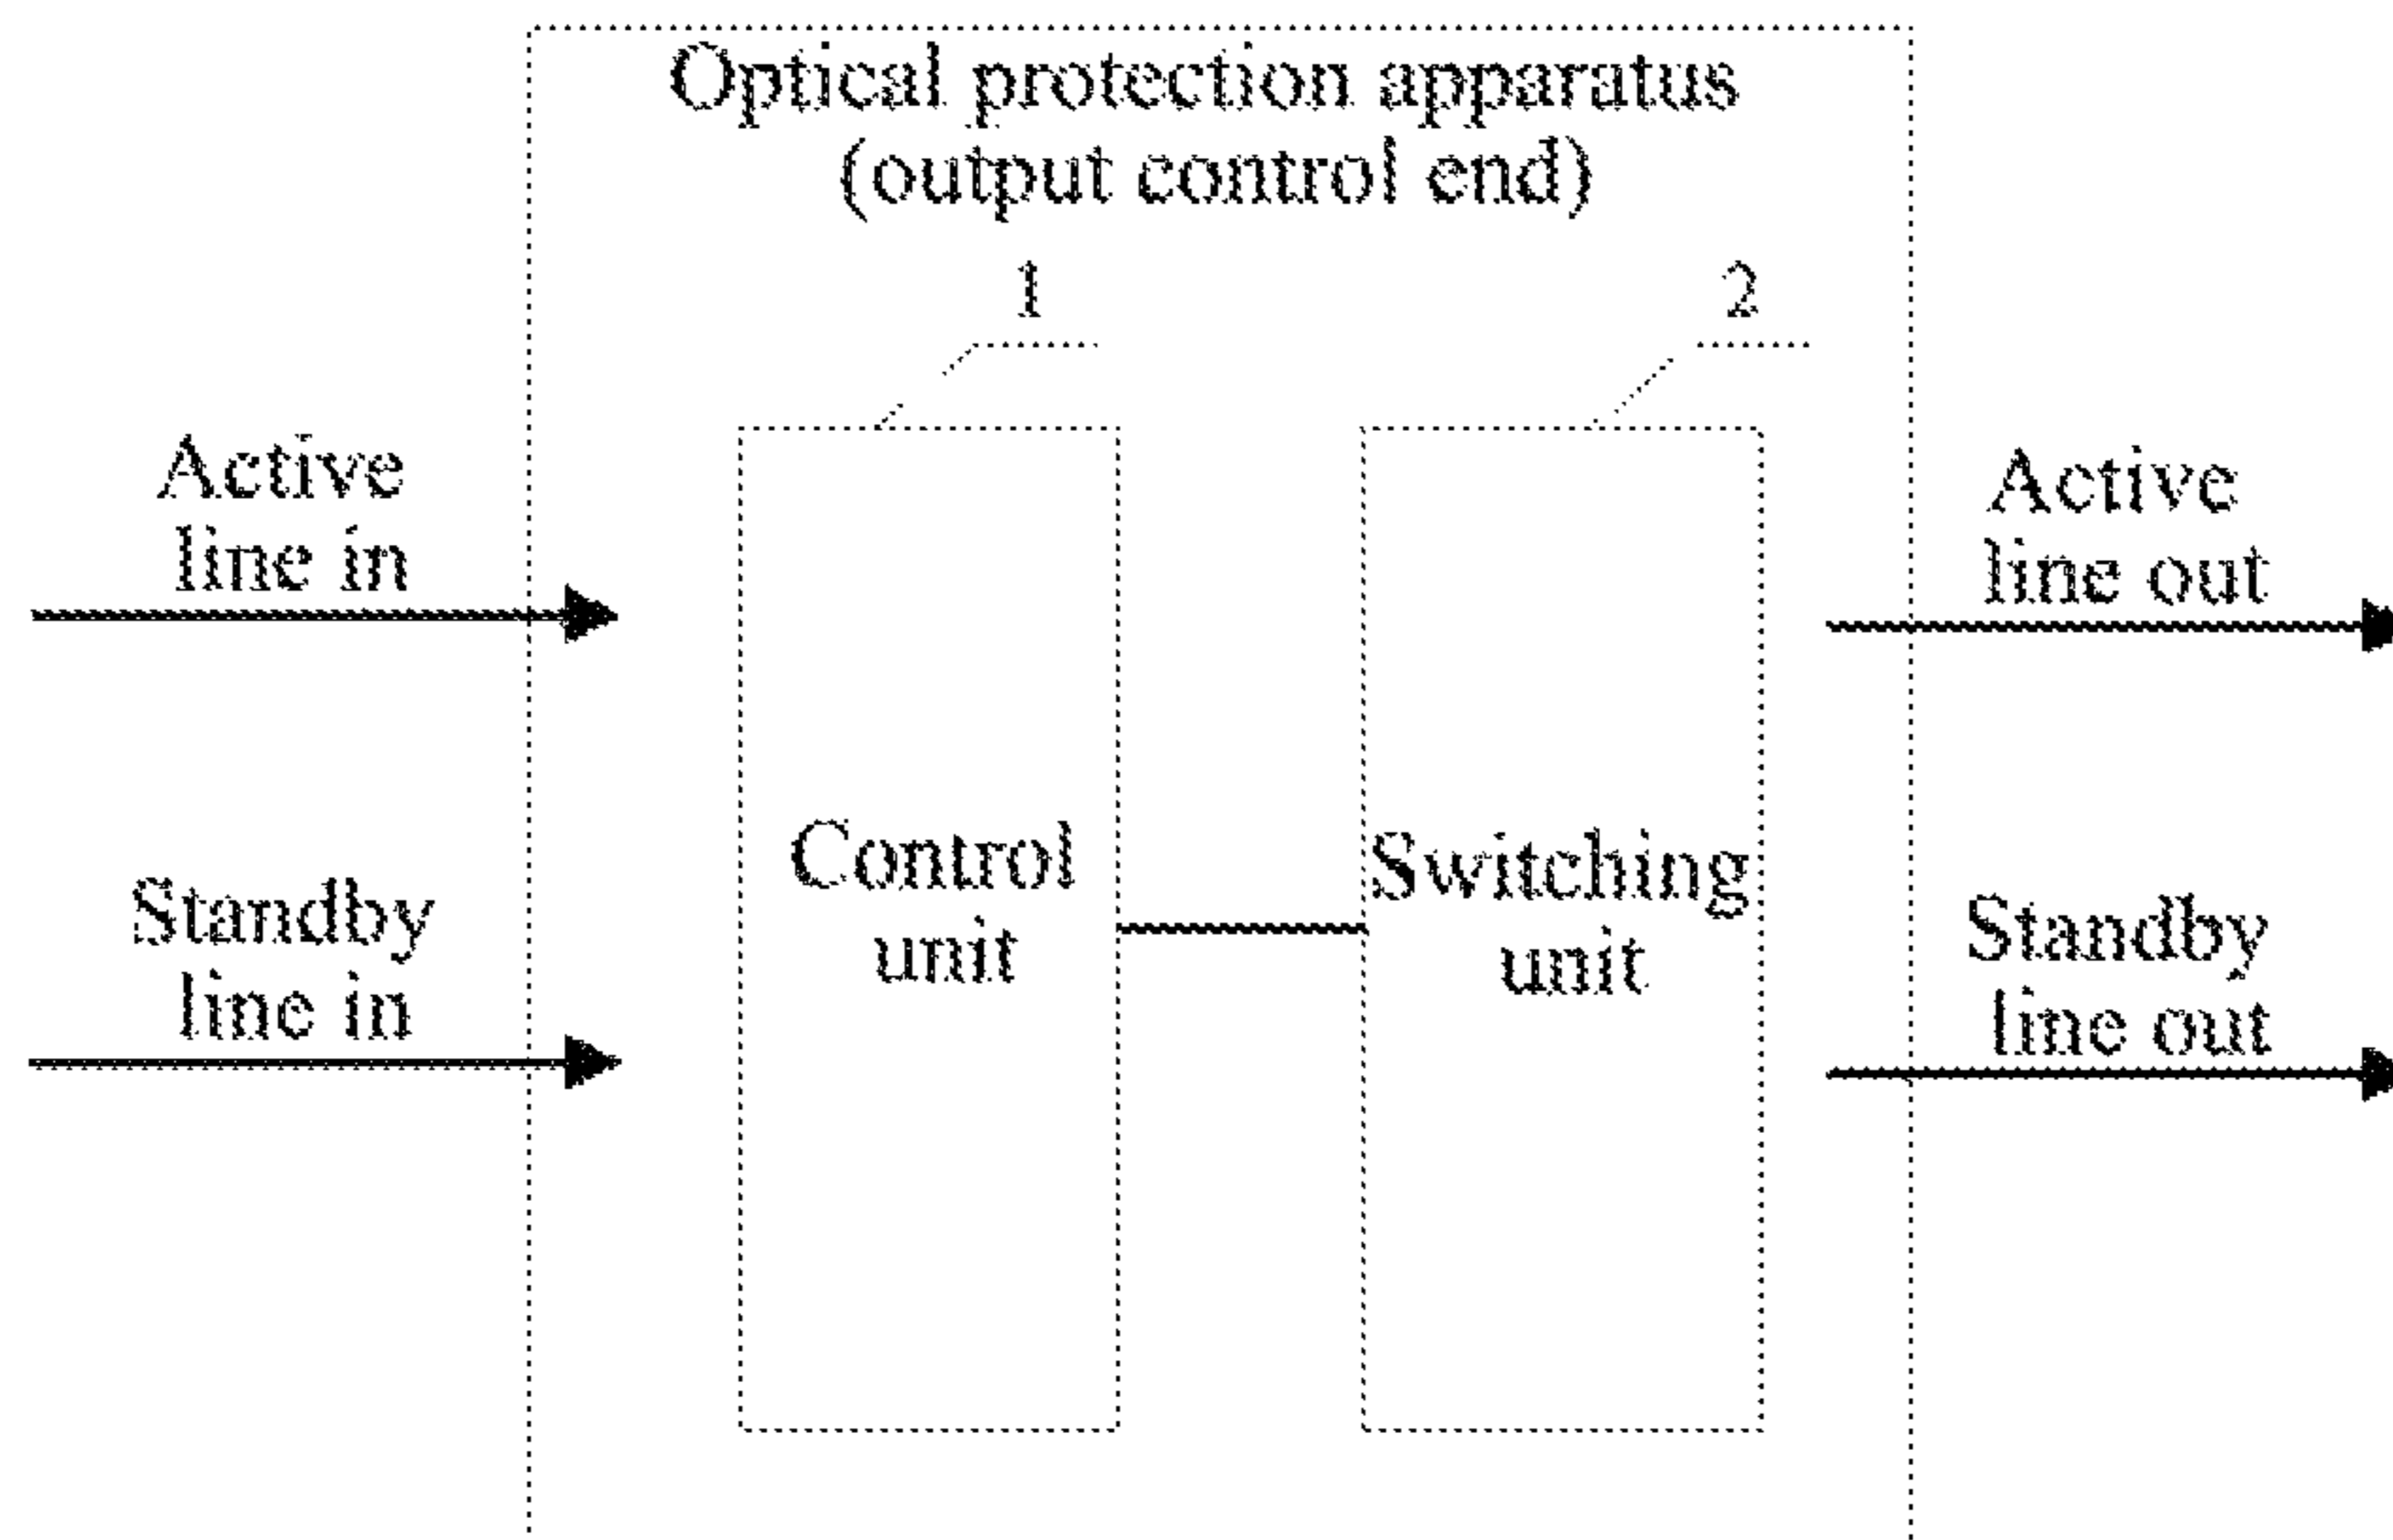 Optical protection apparatus
(output control end)
1
2
Active
line in
Active
line out
Control
unit
Switching
unit
Standby
line in
Standby
line out